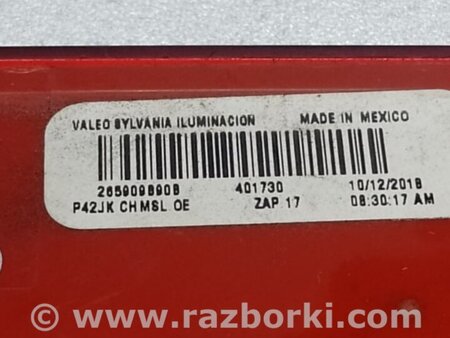 VALEO SYLVANIA ILUMINACION MADE IN MEXICO
265909B90B 401730 10/12/2018
P42JK CHMSL OE ZAP 17 08:30:17 AM
© www.razborki.com